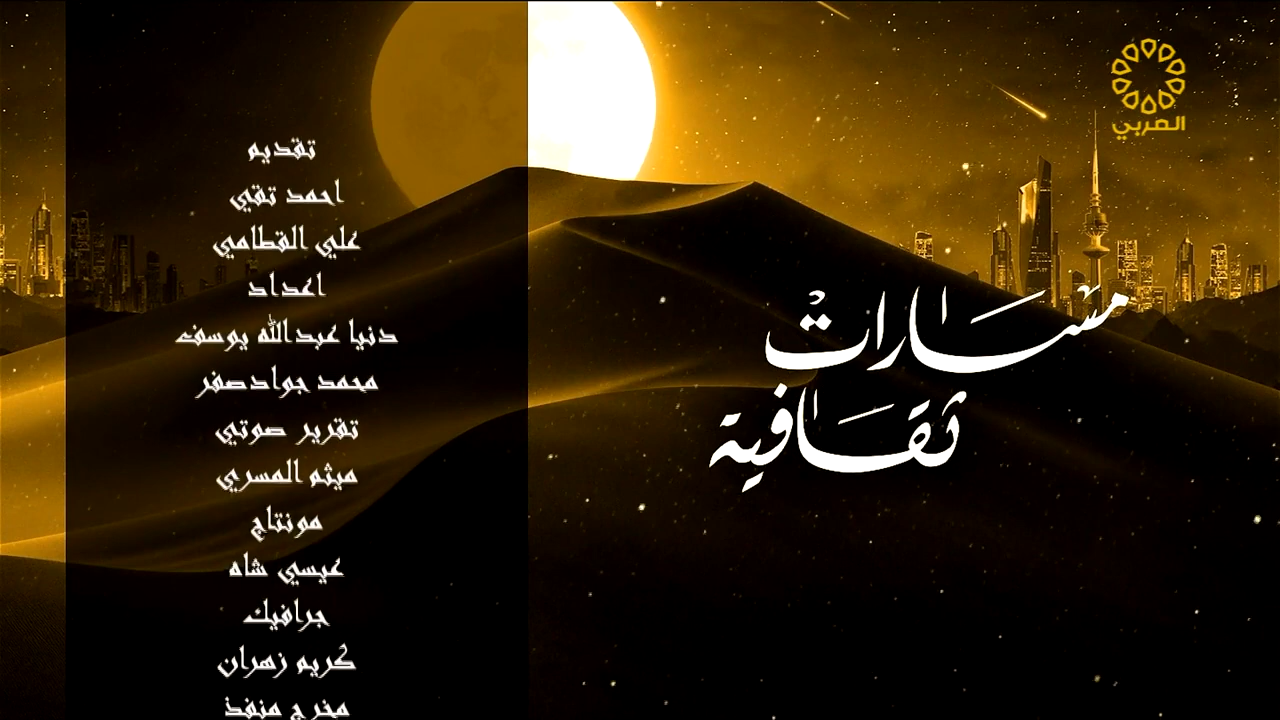 العربي
مسارات
ثقافية
تقديم
احمد تقي
علي القطامي
اعداد
دنيا عبدالله يوسف
محمد جواد صفر
تقرير صوتي
ميثم المسري
مونتاج
عيسي شاه
جرافيك
كريم زهران
مخرج منفذ